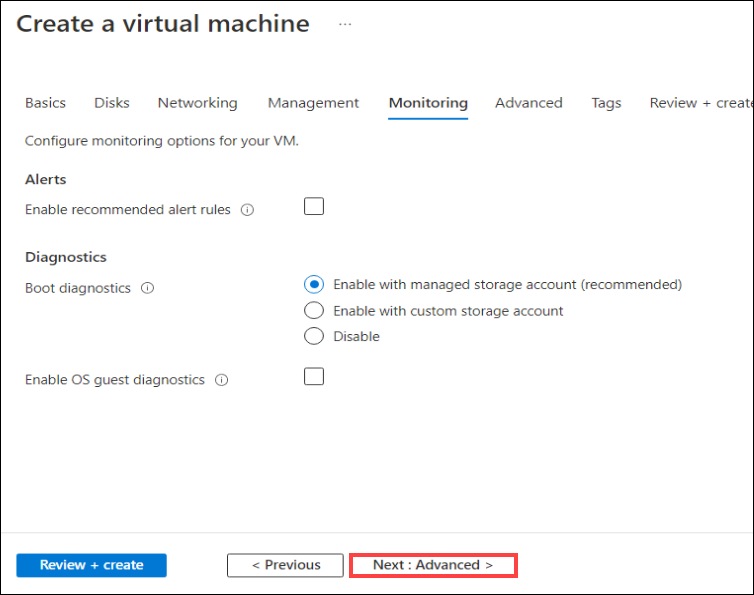 Create a virtual machine ...
Basics Disks Networking Management Monitoring Advanced Tags Review + create
Configure monitoring options for your VM.
Alerts
Enable recommended alert rules
Diagnostics
Boot diagnostics
Enable with managed storage account (recommended)
Enable with custom storage account
Disable
Enable OS guest diagnostics
Review + create < Previous Next : Advanced >